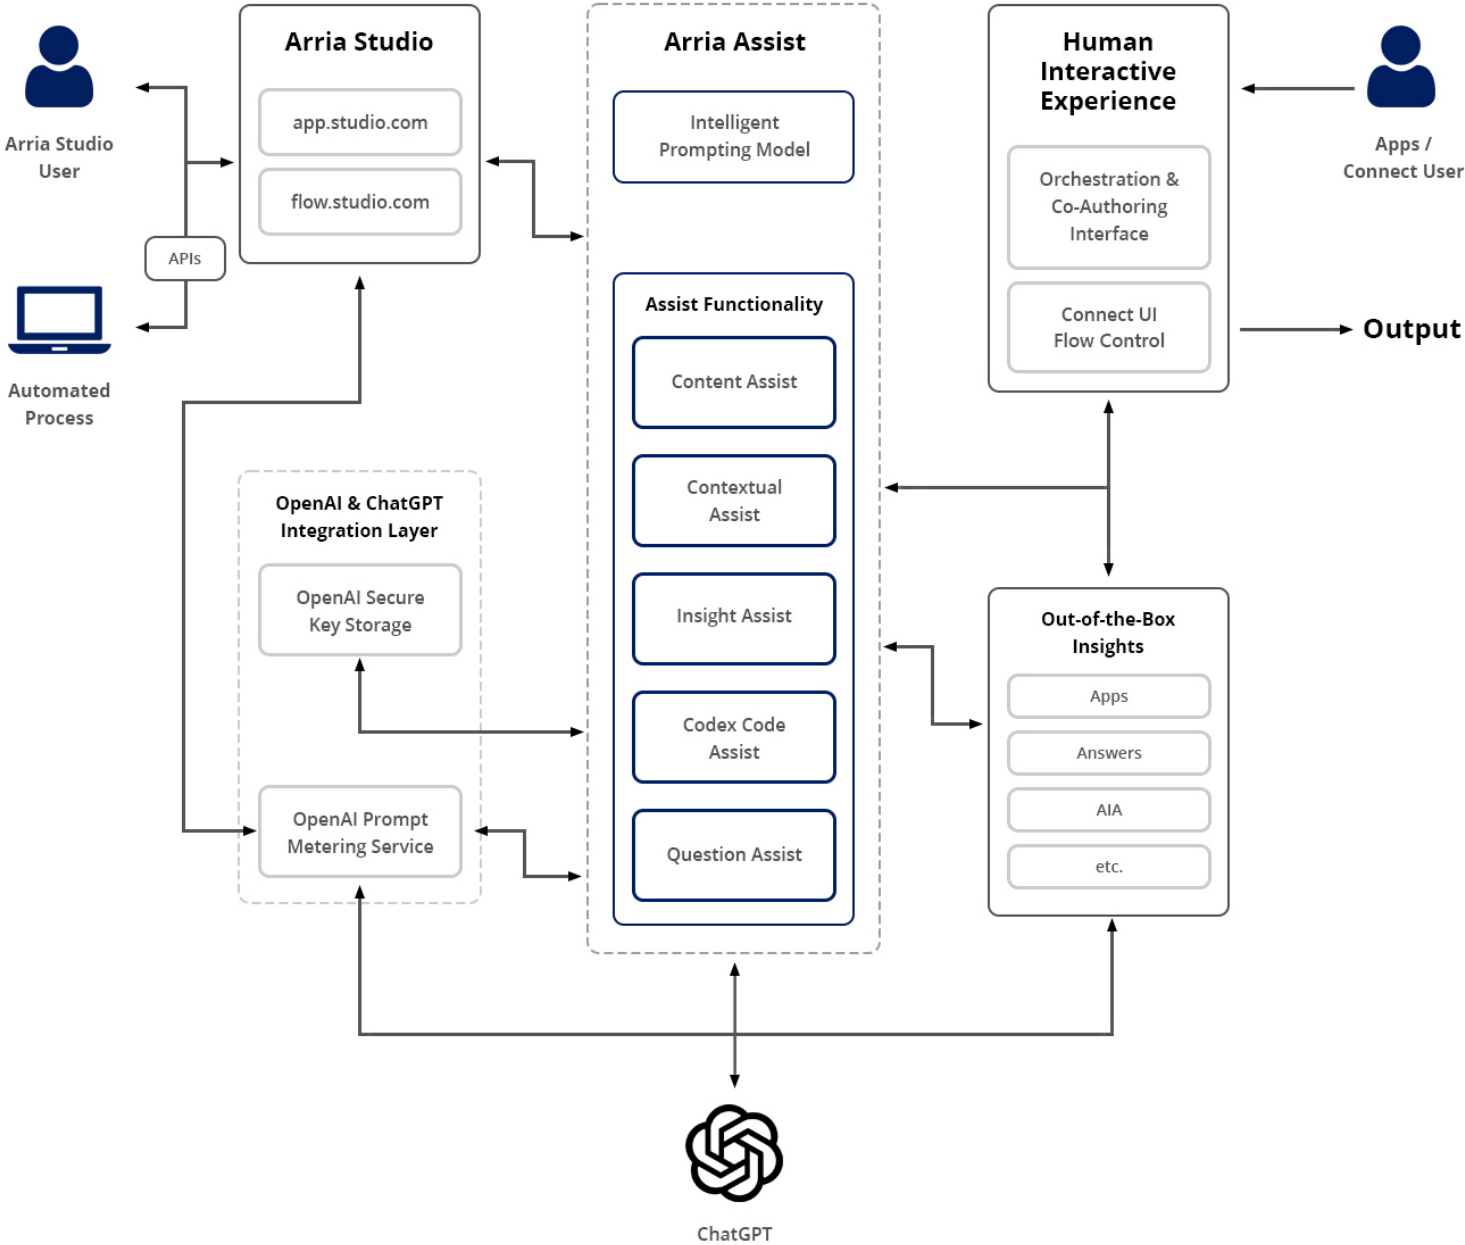 Arria Studio
User
APIs
Automated
Process
Arria Studio
app.studio.com
flow.studio.com
OpenAI & ChatGPT
Integration Layer
OpenAI Secure
Key Storage
OpenAI Prompt
Metering Service
Arria Assist
Intelligent
Prompting Model
Assist Functionality
Content Assist
Contextual
Assist
Insight Assist
Codex Code
Assist
Question Assist
Human
Interactive
Experience
Orchestration &
Co-Authoring
Interface
Connect UI
Flow Control
Apps /
Connect User
Output
Out-of-the-Box
Insights
Apps
Answers
AIA
etc.
ChatGPT